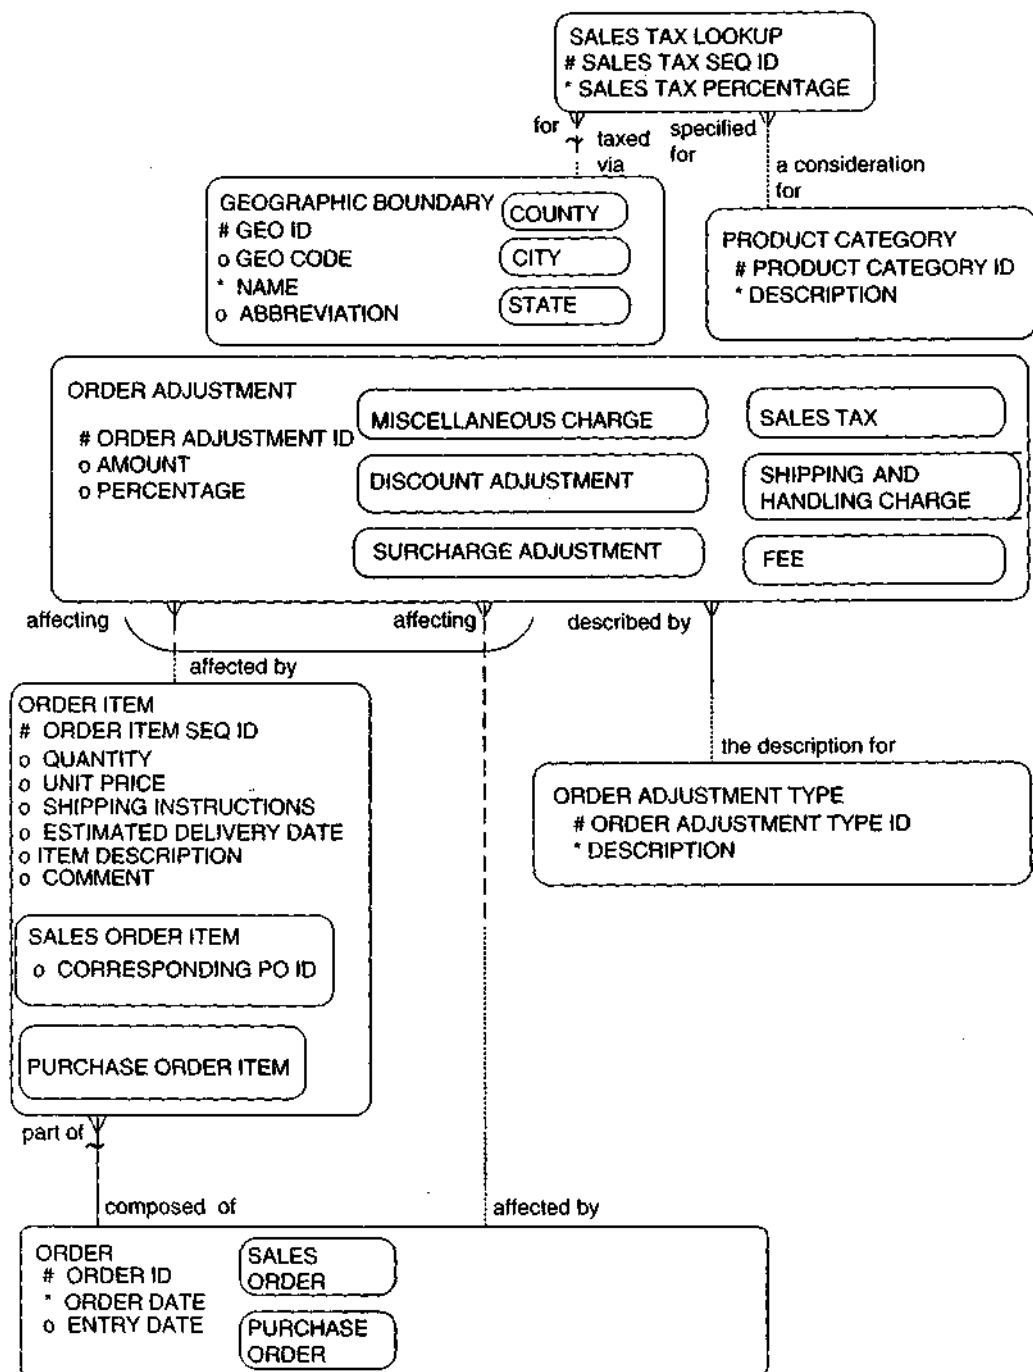 SALES TAX LOOKUP
# SALES TAX SEQ ID
* SALES TAX PERCENTAGE
for
taxed
via
specified
for
a consideration
for
GEOGRAPHIC BOUNDARY
# GEO ID
o GEO CODE
* NAME
o ABBREVIATION
COUNTY
CITY
STATE
PRODUCT CATEGORY
# PRODUCT CATEGORY ID
* DESCRIPTION
ORDER ADJUSTMENT
# ORDER ADJUSTMENT ID
o AMOUNT
o PERCENTAGE
MISCELLANEOUS CHARGE
DISCOUNT ADJUSTMENT
SURCHARGE ADJUSTMENT
SALES TAX
SHIPPING AND
HANDLING CHARGE
FEE
affecting
affecting
described by
affected by
ORDER ITEM
# ORDER ITEM SEQ ID
o QUANTITY
o UNIT PRICE
o SHIPPING INSTRUCTIONS
o ESTIMATED DELIVERY DATE
o ITEM DESCRIPTION
o COMMENT
SALES ORDER ITEM
o CORRESPONDING PO ID
PURCHASE ORDER ITEM
the description for
ORDER ADJUSTMENT TYPE
# ORDER ADJUSTMENT TYPE ID
* DESCRIPTION
part of
composed of
affected by
ORDER
# ORDER ID
* ORDER DATE
o ENTRY DATE
SALES
ORDER
PURCHASE
ORDER